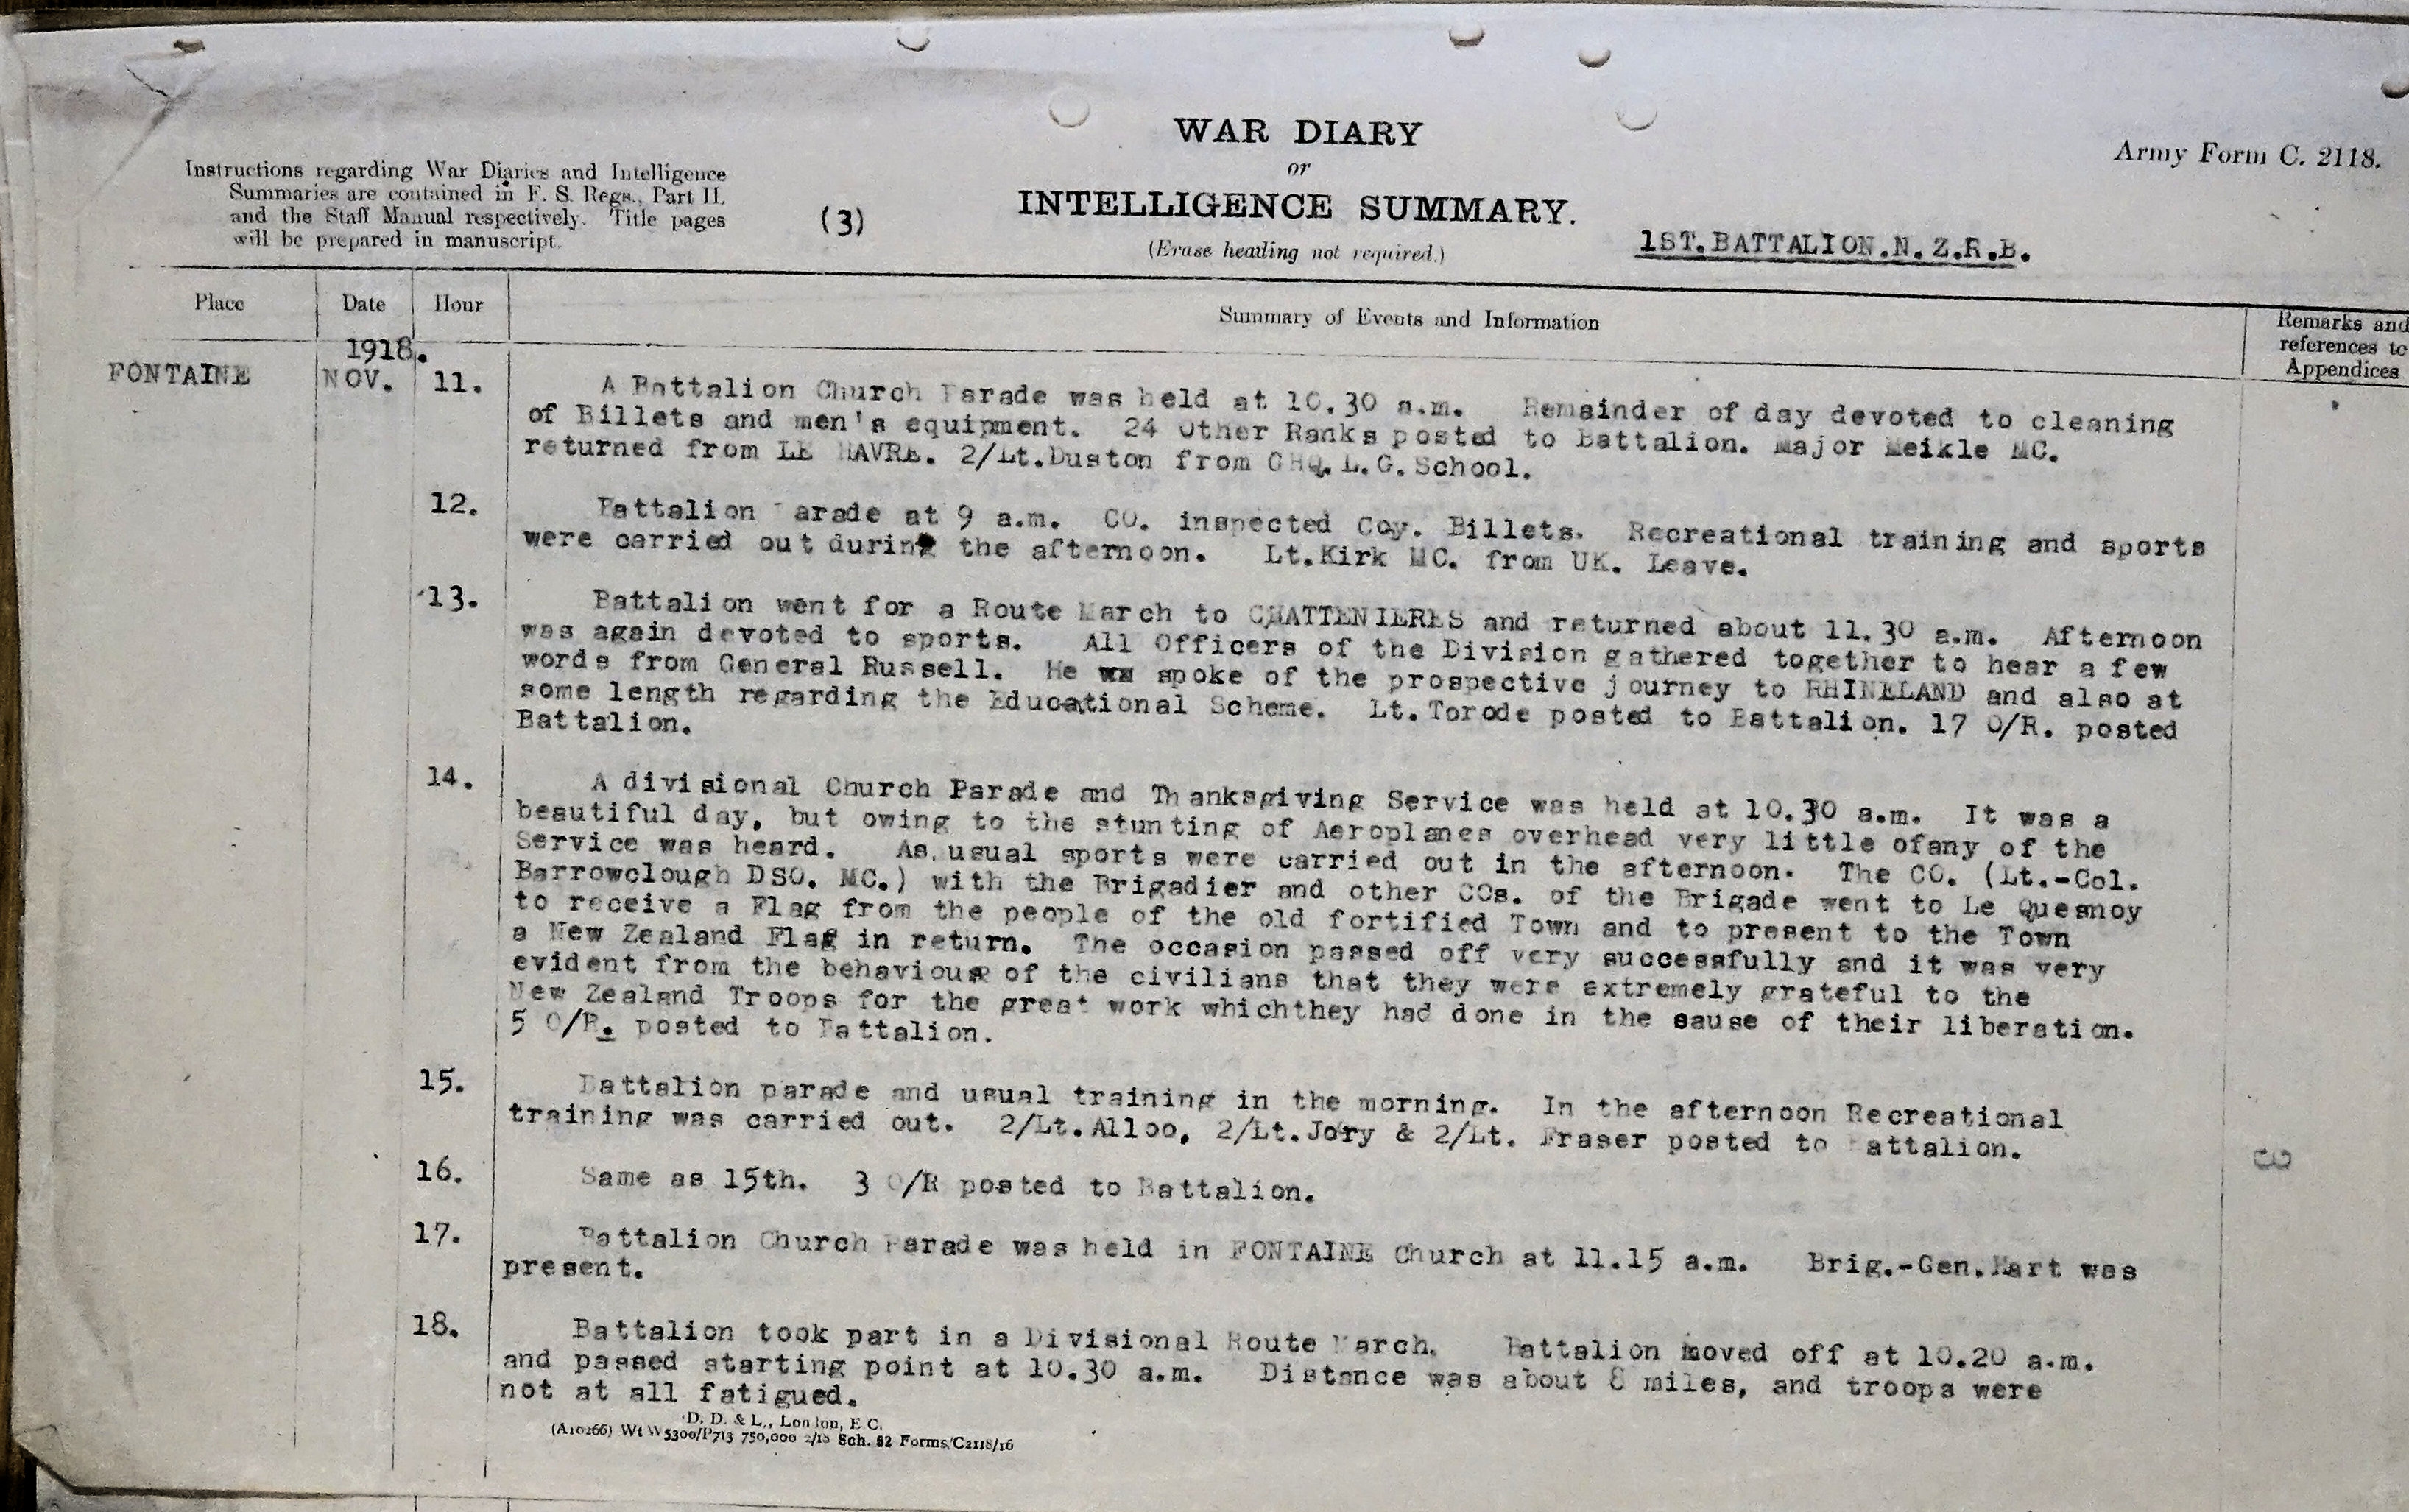 WAR DIARY
or
INTELLIGENCE SUMMARY.
(Erase heading not required.)
Army Form C. 2118.
Instructions regarding War Diaries and Intelligence
Summaries are contained in F. S. Regs., Part II.
and the Staff Manual respectively. Title pages
will be prepared in manuscript.
(3)
1ST.BATTALION.N.Z.R.B.
Place Date Hour Summary of Events and Information Remarks and
references to
Appendices
1918.
FONTAINE NOV. 11. A Battalion Church Parade was held at 10.30 a.m. Remainder of day devoted to cleaning
of Billets and men's equipment. 24 Other Ranks posted to Battalion. Major Meikle MC.
returned from LE HAVRE. 2/Lt.Duston from GHQ.L.G.School.
12. Battalion Parade at 9 a.m. CO. inspected Coy. Billets. Recreational training and sports
were carried out during the afternoon. Lt.Kirk MC. from UK. Leave.
13. Battalion went for a Route March to CHATTENIERES and returned about 11.30 a.m. Afternoon
was again devoted to sports. All Officers of the Division gathered together to hear a few
words from General Russell. He spoke of the prospective journey to RHINELAND and also at
some length regarding the Educational Scheme. Lt.Torode posted to Battalion. 17 O/R. posted
Battalion.
14. A divisional Church Parade and Thanksgiving Service was held at 10.30 a.m. It was a
beautiful day, but owing to the stunting of Aeroplanes overhead very little ofany of the
Service was heard. As usual sports were carried out in the afternoon. The CO. (Lt.-Col.
Barrowclough DSO. MC.) with the Brigadier and other COs. of the Brigade went to Le Quesnoy
to receive a Flag from the people of the old fortified Town and to present to the Town
a New Zealand Flag in return. The occasion passed off very successfully and it was very
evident from the behaviour of the civilians that they were extremely grateful to the
New Zealand Troops for the great work whichthey had done in the cause of their liberation.
5 O/R. posted to Battalion.
15. Battalion parade and usual training in the morning. In the afternoon Recreational
training was carried out. 2/Lt.Alloo, 2/Lt.Jory & 2/Lt. Fraser posted to Battalion.
16. Same as 15th. 3 O/R posted to Battalion.
17. Battalion Church Parade was held in FONTAINE Church at 11.15 a.m. Brig.-Gen.Hart was
present.
18. Battalion took part in a Divisional Route March. Battalion moved off at 10.20 a.m.
and passed starting point at 10.30 a.m. Distance was about 8 miles, and troops were
not at all fatigued.
D. D. & L., London, E.C.
(A10266) Wt W5300/P713 750,000 2/18 Sch. 52 Forms/C2118/16
3